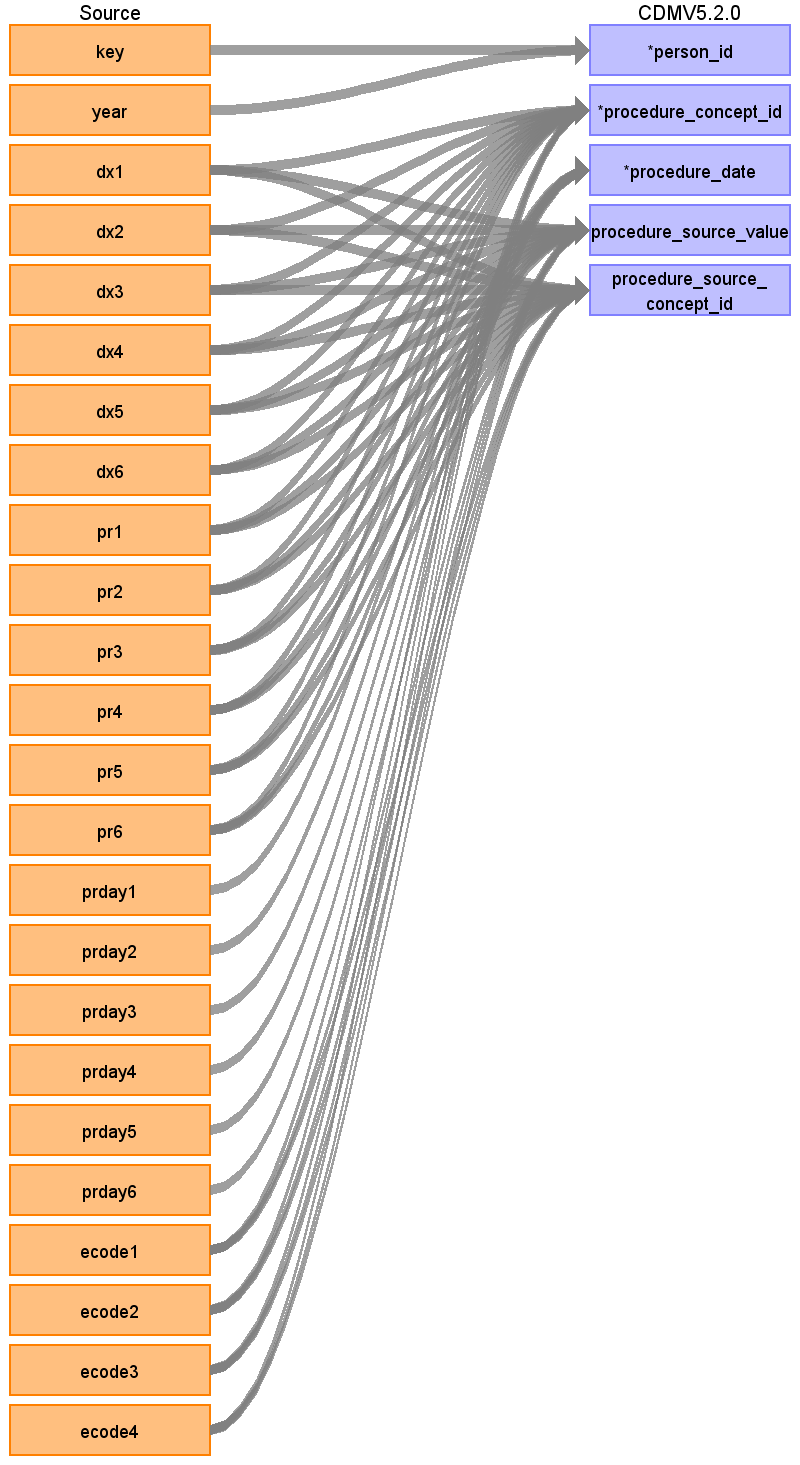 Source
CDMV5.2.0
key
*person_id
year
*procedure_concept_id
dx1
*procedure_date
dx2
procedure_source_value
dx3
procedure_source_
concept_id
dx4
dx5
dx6
pr1
pr2
pr3
pr4
pr5
pr6
prday1
prday2
prday3
prday4
prday5
prday6
ecode1
ecode2
ecode3
ecode4